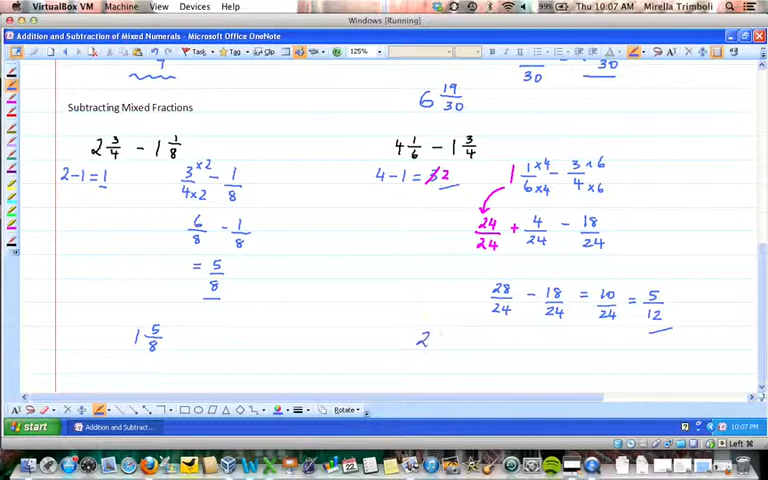 VirtualBox VM Machine Devices Help 99% Thu 10:07 AM Mirella Trimboli
Windows [Running]
Addition and Subtraction of Mixed Numerals - Microsoft Office OneNote
Task Tag 125% B I U
7
30 30
6 19/30
Subtracting Mixed Fractions
2 3/4 - 1 1/8
4 1/6 - 1 3/4
2-1=1
3×2/4×2 - 1/8
4-1=3 2
1 1×4/6×4 - 3×6/4×6
6/8 - 1/8
24/24 + 4/24 - 18/24
= 5/8
28/24 - 18/24 = 10/24 = 5/12
1 5/8
2
Rotate
start Addition and Subtract... 10:07 PM
Left ⌘